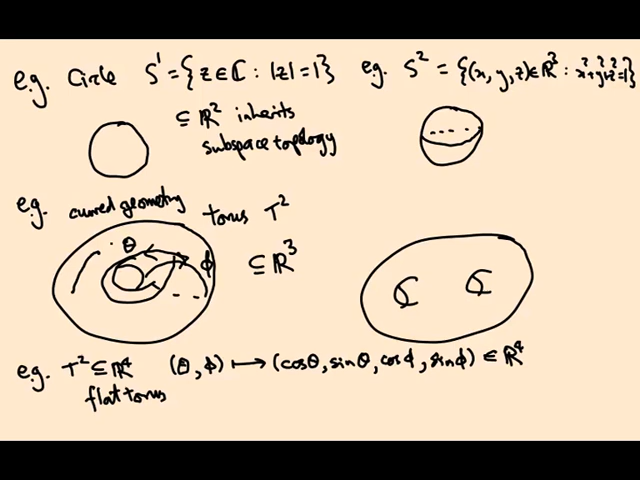 e.g. Circle S¹ = {z ∈ ℂ : |z| = 1}
⊆ ℝ² inherits
subspace topology
e.g. S² = {(x, y, z) ∈ ℝ³ : x²+y²+z²=1}
e.g. curved geometry torus T²
θ
ϕ
⊆ ℝ³
e.g. T² ⊆ ℝ⁴ (θ, ϕ) ⟼ (cosθ, sinθ, cosϕ, sinϕ) ∈ ℝ⁴
flat torus